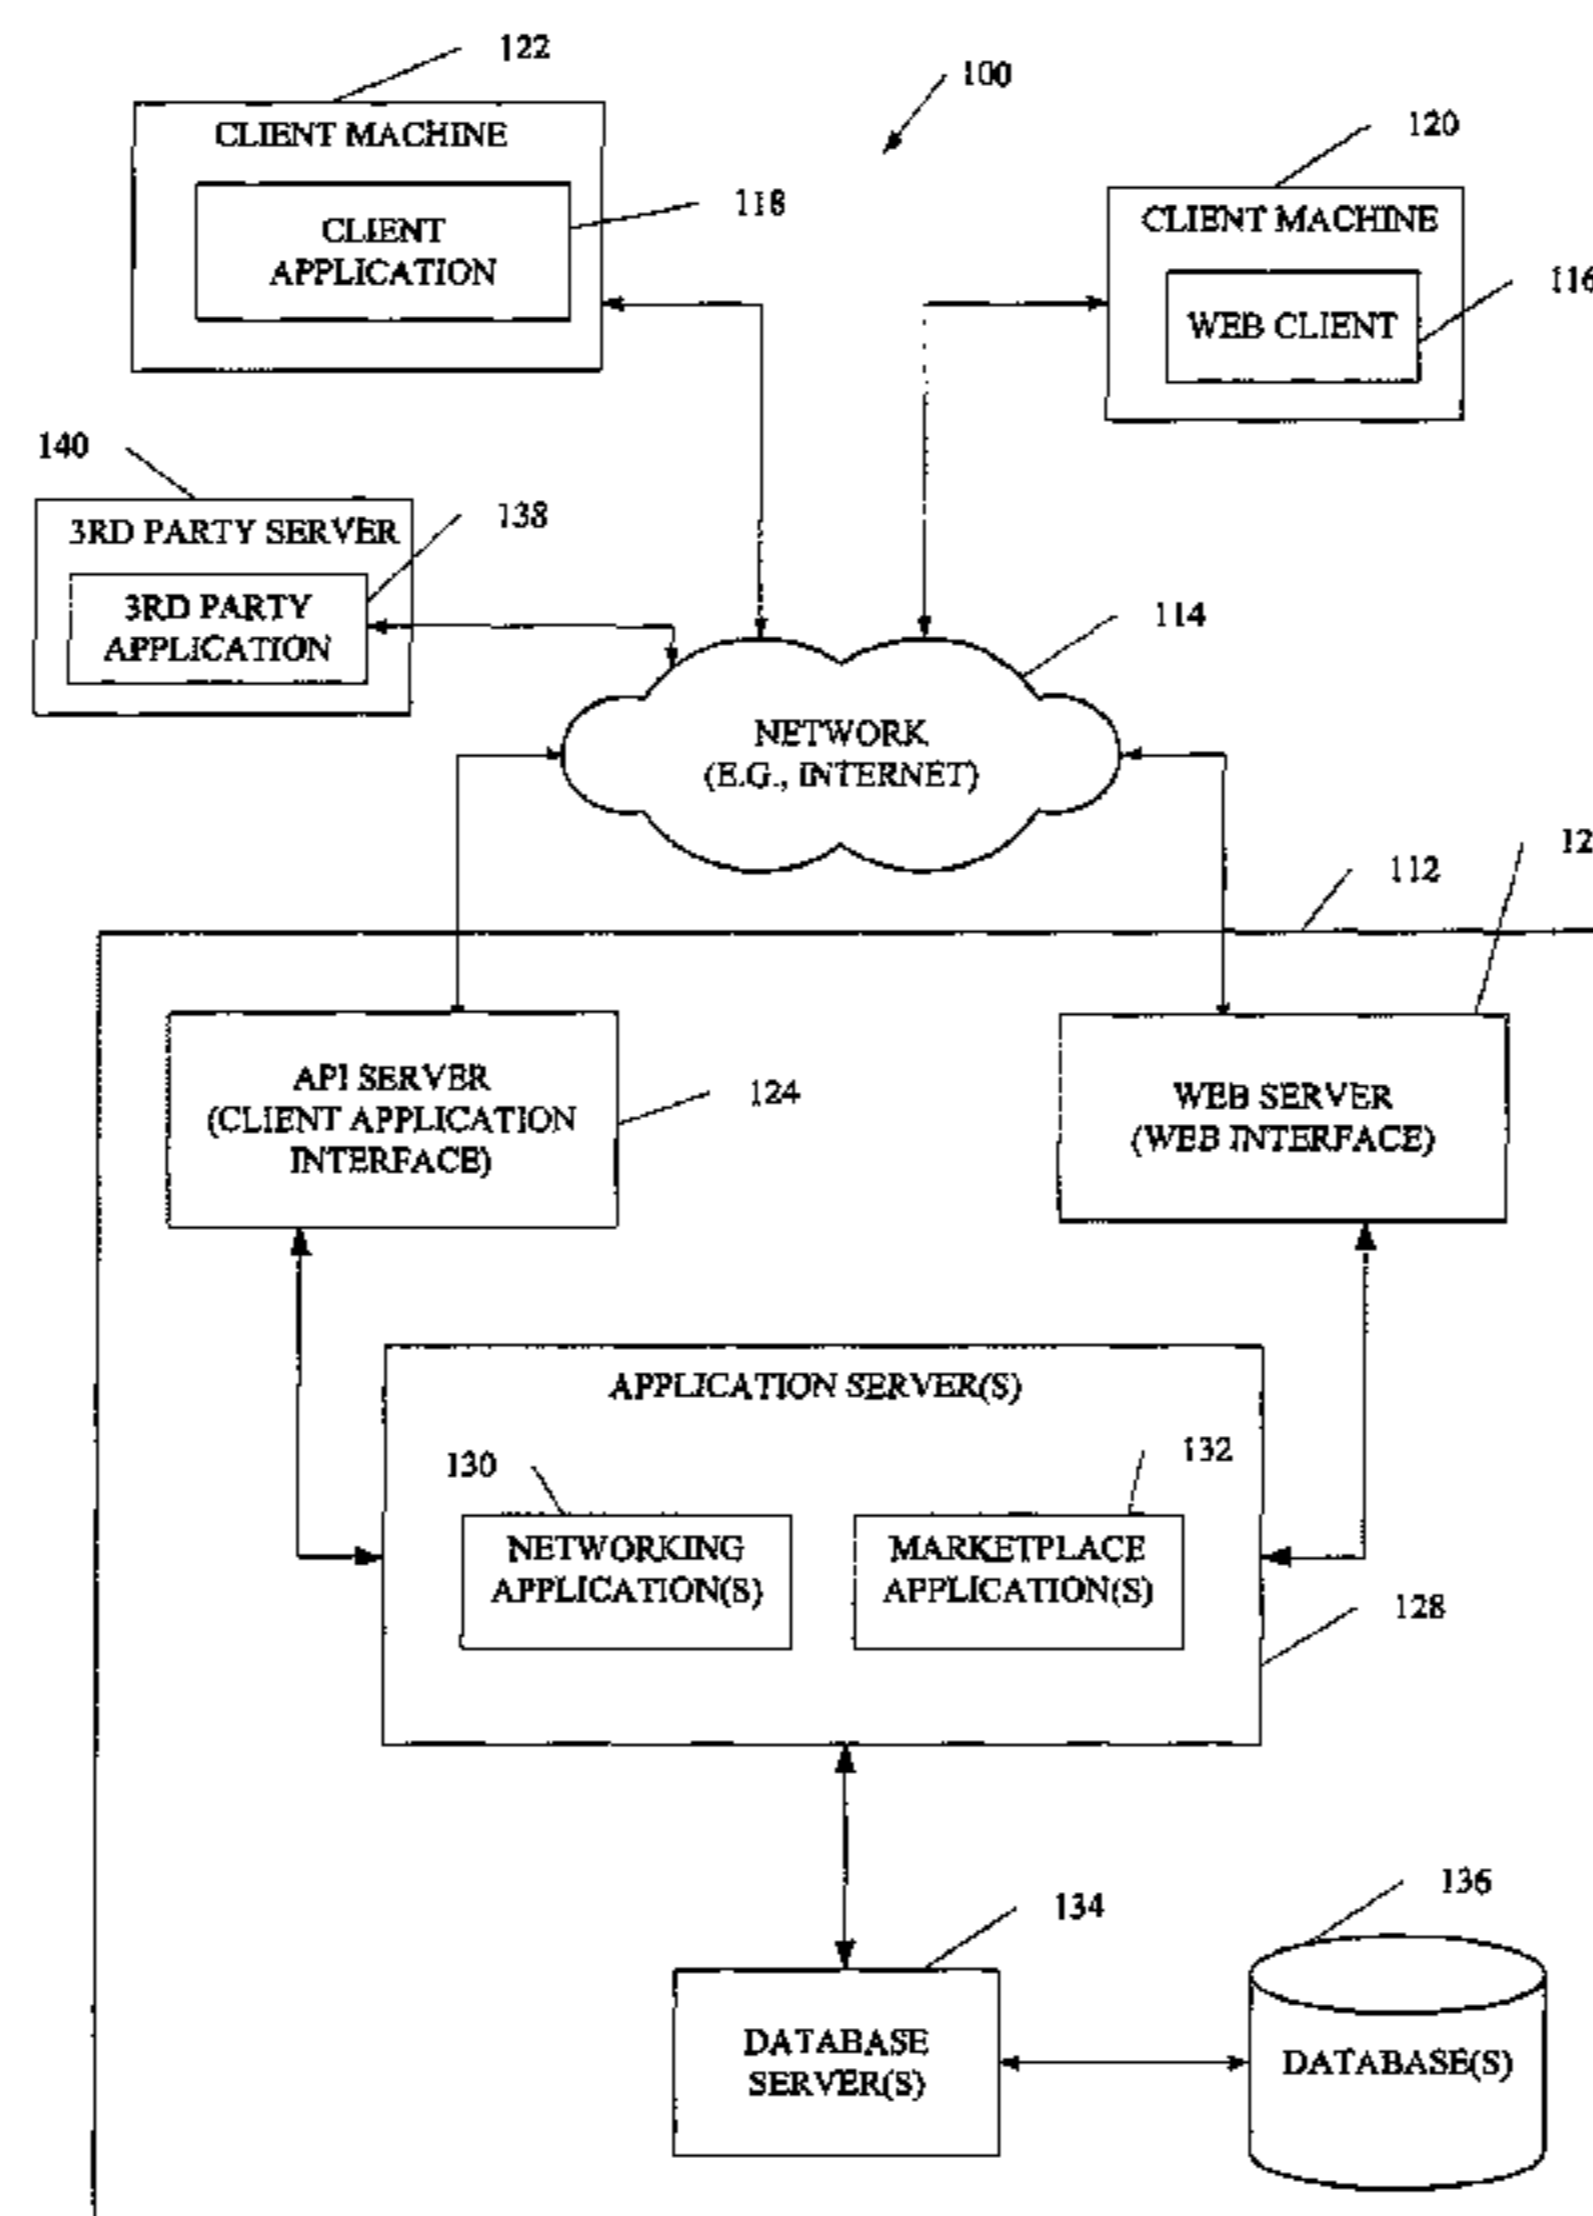 122
100
CLIENT MACHINE
120
118
CLIENT
APPLICATION
CLIENT MACHINE
116
WEB CLIENT
140
138
3RD PARTY SERVER
3RD PARTY
APPLICATION
114
NETWORK
(E.G., INTERNET)
12
112
API SERVER
(CLIENT APPLICATION
INTERFACE)
124
WEB SERVER
(WEB INTERFACE)
APPLICATION SERVER(S)
130
132
NETWORKING
APPLICATION(S)
MARKETPLACE
APPLICATION(S)
128
134
136
DATABASE
SERVER(S)
DATABASE(S)